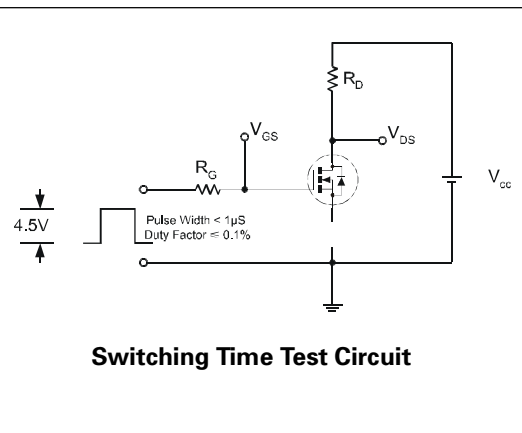 R_D
V_GS
V_DS
R_G
V_cc
4.5V
Pulse Width < 1µS
Duty Factor ≤ 0.1%
Switching Time Test Circuit